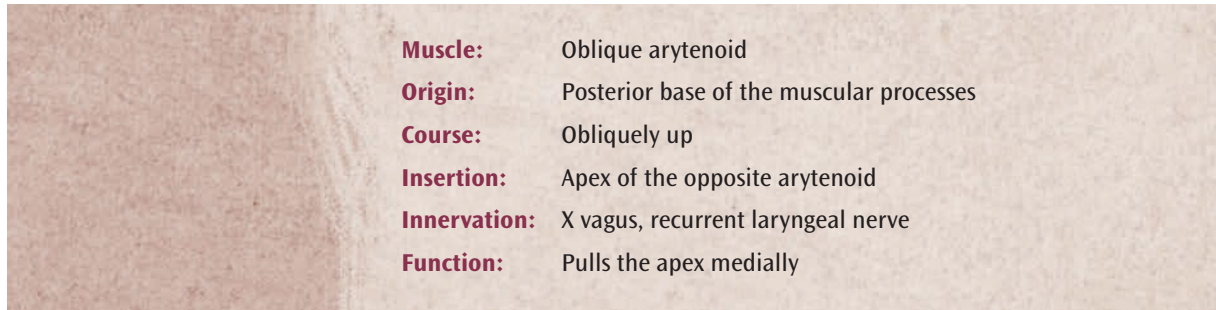 Muscle: Oblique arytenoid
Origin: Posterior base of the muscular processes
Course: Obliquely up
Insertion: Apex of the opposite arytenoid
Innervation: X vagus, recurrent laryngeal nerve
Function: Pulls the apex medially